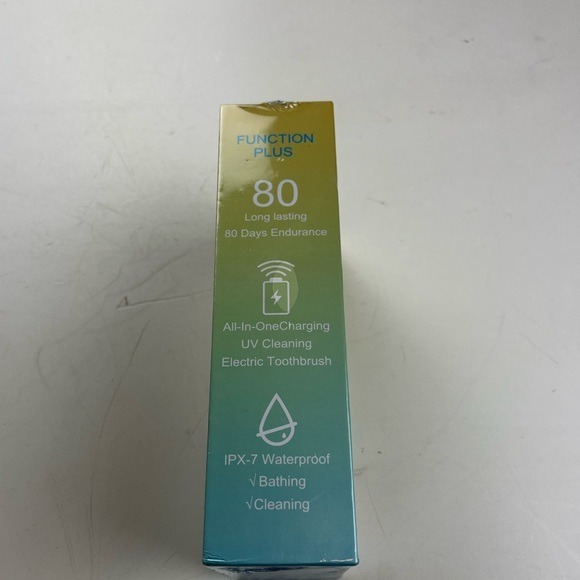 FUNCTION
PLUS
80
Long lasting
80 Days Endurance
All-In-OneCharging
UV Cleaning
Electric Toothbrush
IPX-7 Waterproof
√Bathing
√Cleaning